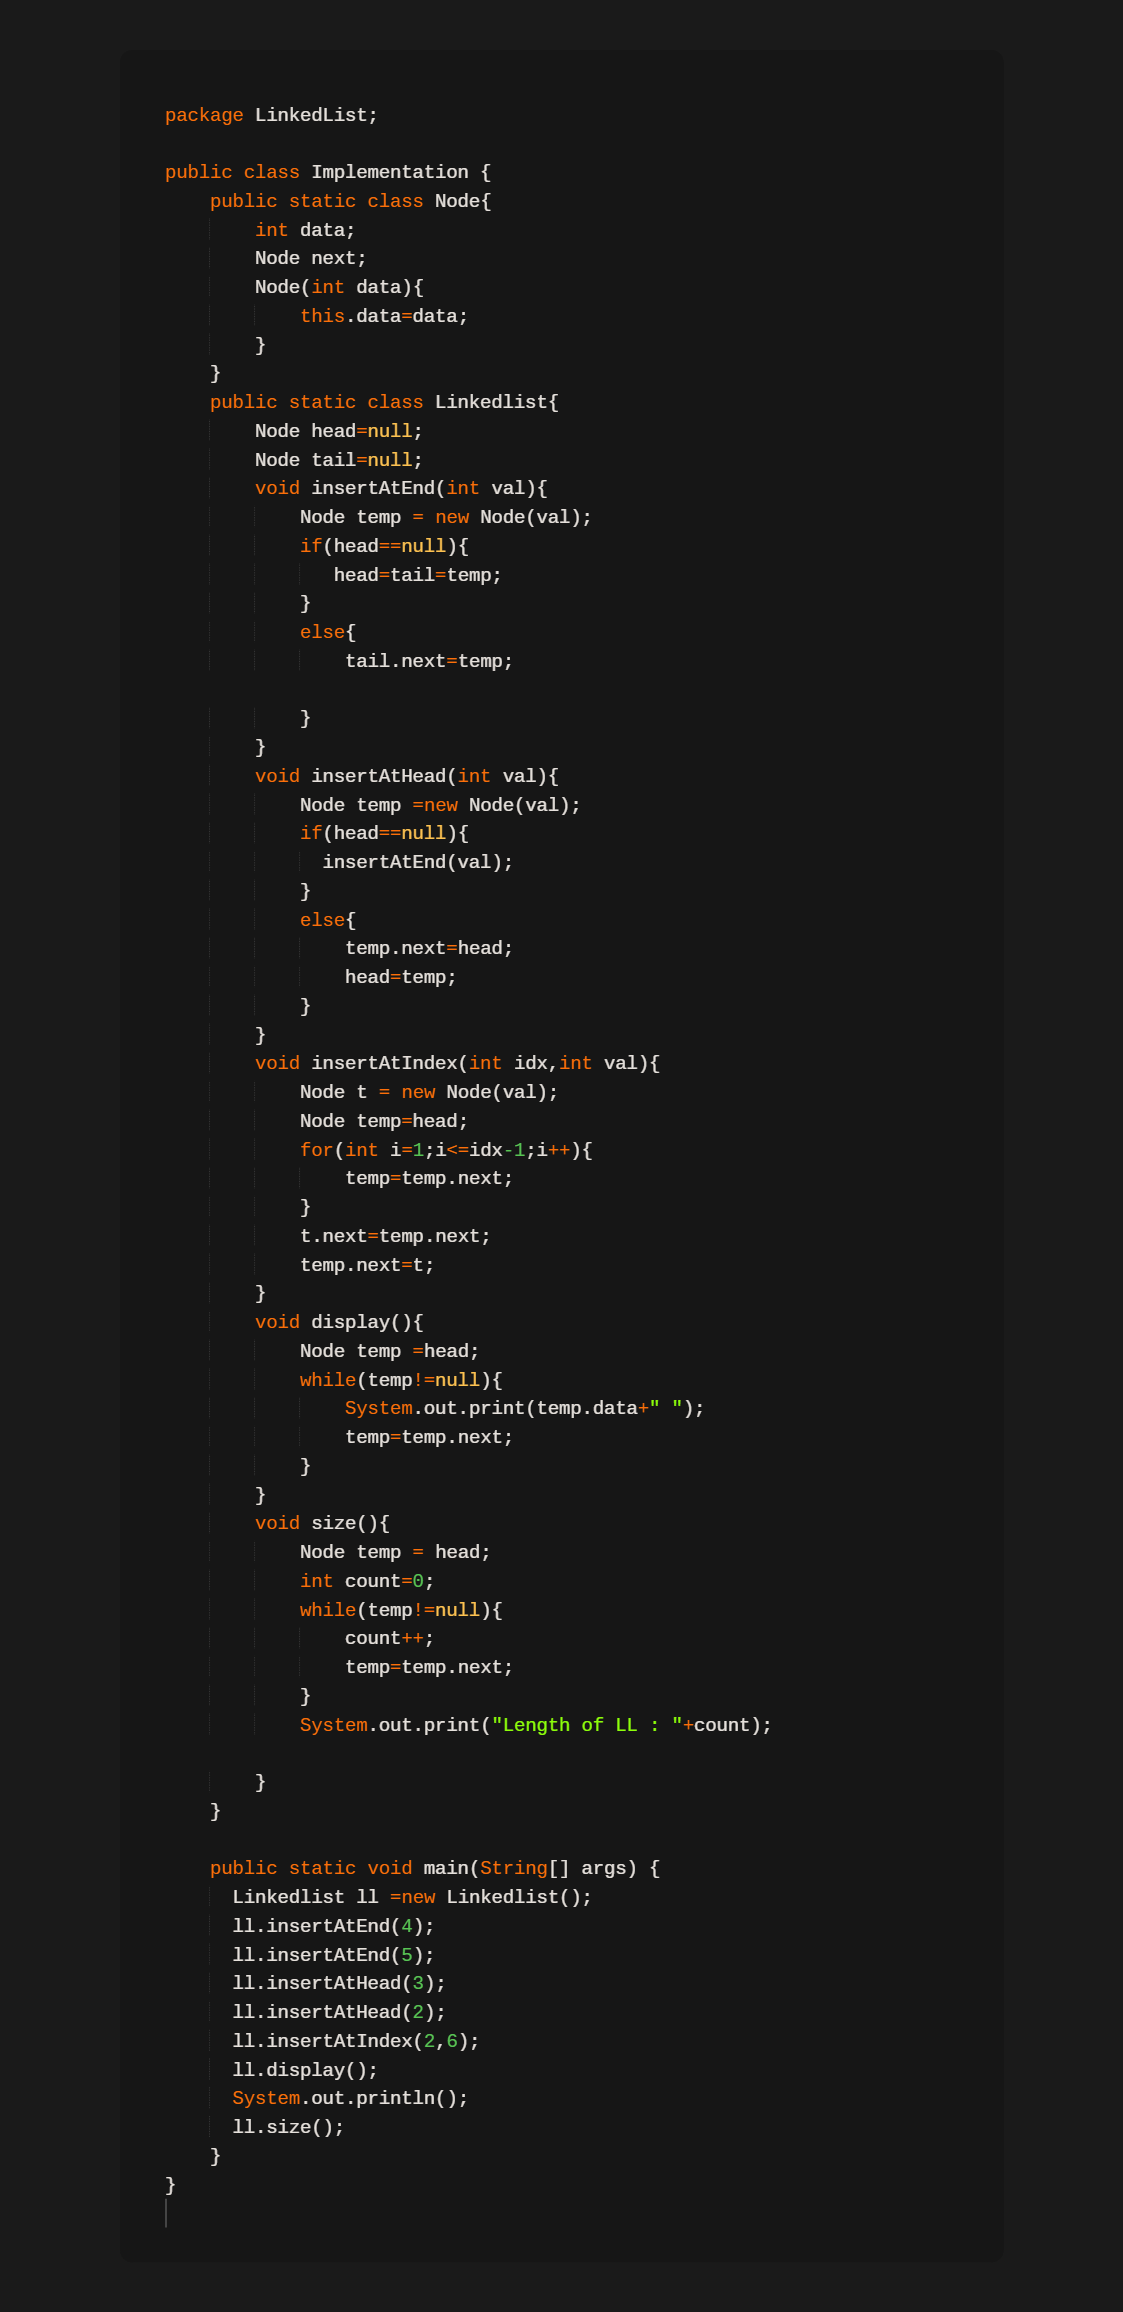 package LinkedList;

public class Implementation {
    public static class Node{
        int data;
        Node next;
        Node(int data){
            this.data=data;
        }
    }
    public static class Linkedlist{
        Node head=null;
        Node tail=null;
        void insertAtEnd(int val){
            Node temp = new Node(val);
            if(head==null){
               head=tail=temp;
            }
            else{
                tail.next=temp;

            }
        }
        void insertAtHead(int val){
            Node temp =new Node(val);
            if(head==null){
              insertAtEnd(val);
            }
            else{
                temp.next=head;
                head=temp;
            }
        }
        void insertAtIndex(int idx,int val){
            Node t = new Node(val);
            Node temp=head;
            for(int i=1;i<=idx-1;i++){
                temp=temp.next;
            }
            t.next=temp.next;
            temp.next=t;
        }
        void display(){
            Node temp =head;
            while(temp!=null){
                System.out.print(temp.data+" ");
                temp=temp.next;
            }
        }
        void size(){
            Node temp = head;
            int count=0;
            while(temp!=null){
                count++;
                temp=temp.next;
            }
            System.out.print("Length of LL : "+count);

        }
    }

    public static void main(String[] args) {
      Linkedlist ll =new Linkedlist();
      ll.insertAtEnd(4);
      ll.insertAtEnd(5);
      ll.insertAtHead(3);
      ll.insertAtHead(2);
      ll.insertAtIndex(2,6);
      ll.display();
      System.out.println();
      ll.size();
    }
}